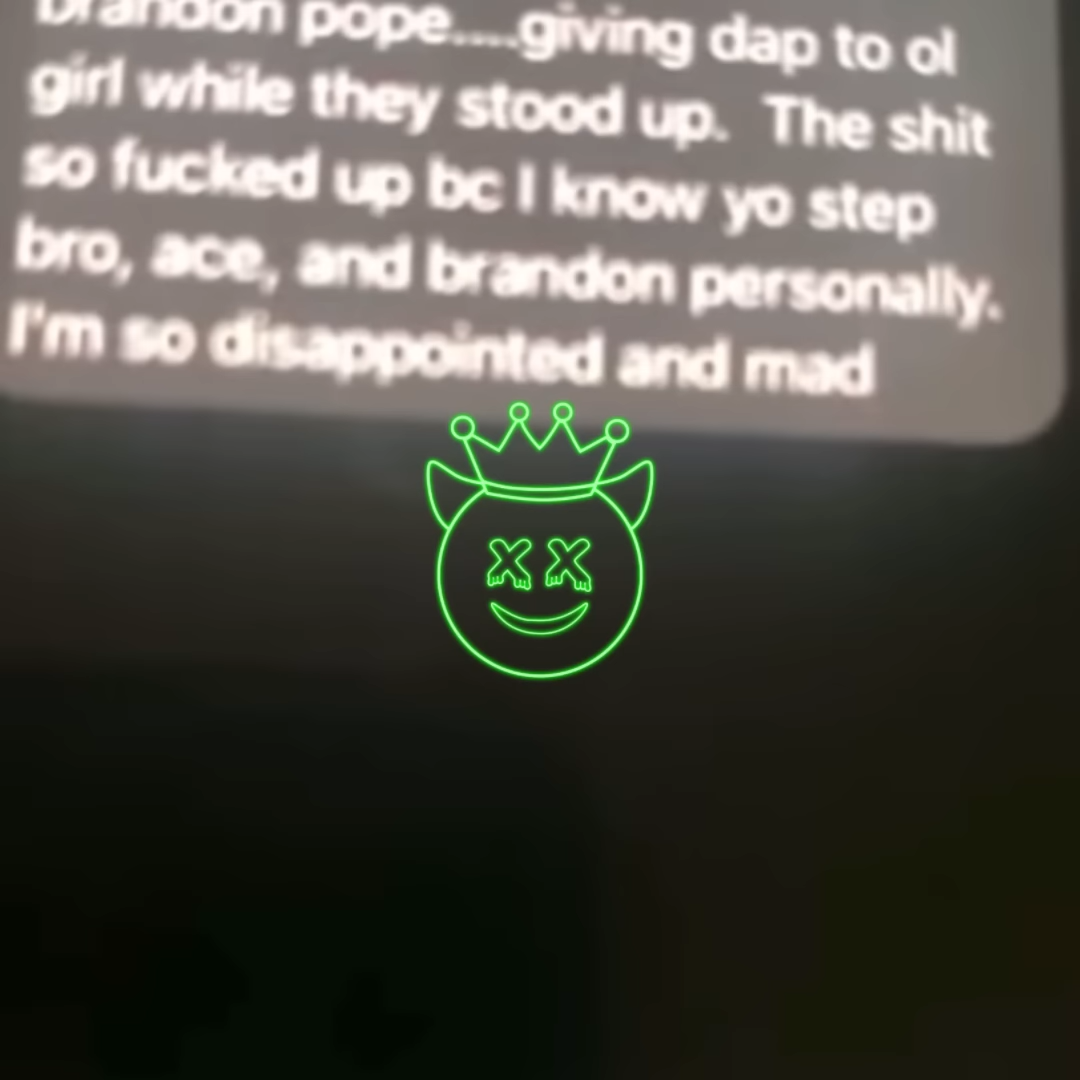 brandon pope....giving dap to ol
girl while they stood up.  The shit
so fucked up bc I know yo step
bro, ace, and brandon personally.
I'm so disappointed and mad